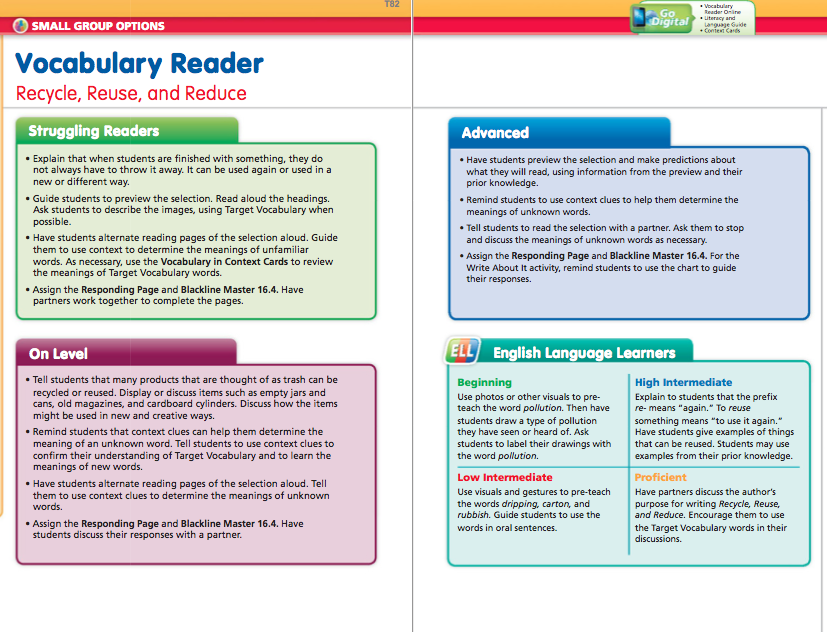 T82
SMALL GROUP OPTIONS
Go
Digital
• Vocabulary
Reader Online
• Literacy and
Language Guide
• Context Cards
Vocabulary Reader
Recycle, Reuse, and Reduce
Struggling Readers
• Explain that when students are finished with something, they do
not always have to throw it away. It can be used again or used in a
new or different way.
• Guide students to preview the selection. Read aloud the headings.
Ask students to describe the images, using Target Vocabulary when
possible.
• Have students alternate reading pages of the selection aloud. Guide
them to use context to determine the meanings of unfamiliar
words. As necessary, use the Vocabulary in Context Cards to review
the meanings of Target Vocabulary words.
• Assign the Responding Page and Blackline Master 16.4. Have
partners work together to complete the pages.
On Level
• Tell students that many products that are thought of as trash can be
recycled or reused. Display or discuss items such as empty jars and
cans, old magazines, and cardboard cylinders. Discuss how the items
might be used in new and creative ways.
• Remind students that context clues can help them determine the
meaning of an unknown word. Tell students to use context clues to
confirm their understanding of Target Vocabulary and to learn the
meanings of new words.
• Have students alternate reading pages of the selection aloud. Tell
them to use context clues to determine the meanings of unknown
words.
• Assign the Responding Page and Blackline Master 16.4. Have
students discuss their responses with a partner.
Advanced
• Have students preview the selection and make predictions about
what they will read, using information from the preview and their
prior knowledge.
• Remind students to use context clues to help them determine the
meanings of unknown words.
• Tell students to read the selection with a partner. Ask them to stop
and discuss the meanings of unknown words as necessary.
• Assign the Responding Page and Blackline Master 16.4. For the
Write About It activity, remind students to use the chart to guide
their responses.
ELL English Language Learners
Beginning
Use photos or other visuals to pre-
teach the word pollution. Then have
students draw a type of pollution
they have seen or heard of. Ask
students to label their drawings with
the word pollution.
High Intermediate
Explain to students that the prefix
re- means "again." To reuse
something means "to use it again."
Have students give examples of things
that can be reused. Students may use
examples from their prior knowledge.
Low Intermediate
Use visuals and gestures to pre-teach
the words dripping, carton, and
rubbish. Guide students to use the
words in oral sentences.
Proficient
Have partners discuss the author's
purpose for writing Recycle, Reuse,
and Reduce. Encourage them to use
the Target Vocabulary words in their
discussions.